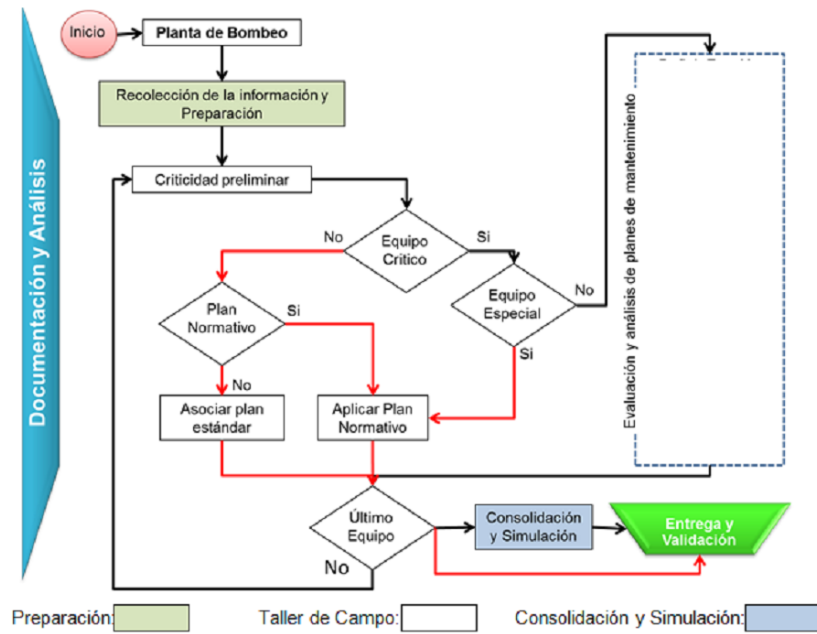 Inicio
Planta de Bombeo
Recolección de la información y
Preparación
Criticidad preliminar
Documentación y Análisis
No
Equipo
Critico
Si
Plan
Normativo
Si
No
Equipo
Especial
No
Si
Asociar plan
estándar
Aplicar Plan
Normativo
Evaluación y análisis de planes de mantenimiento
Último
Equipo
No
Consolidación
y Simulación
Entrega y
Validación
Preparación:
Taller de Campo:
Consolidación y Simulación: